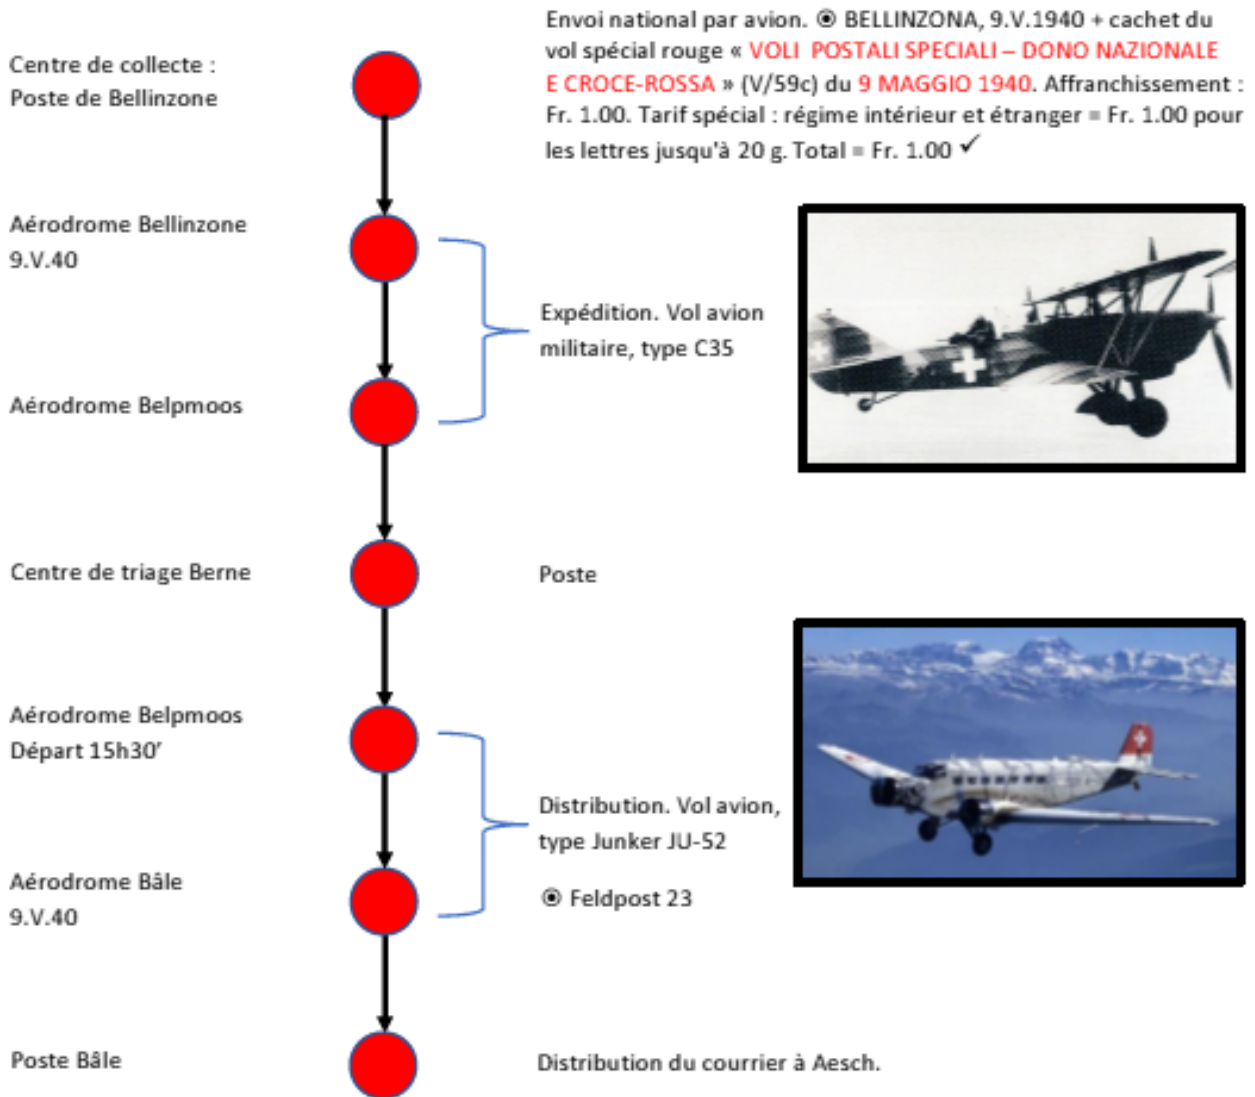 Envoi national par avion. ⦿ BELLINZONA, 9.V.1940 + cachet du
vol spécial rouge « VOLI POSTALI SPECIALI – DONO NAZIONALE
E CROCE-ROSSA » (V/59c) du 9 MAGGIO 1940. Affranchissement :
Fr. 1.00. Tarif spécial : régime intérieur et étranger = Fr. 1.00 pour
les lettres jusqu'à 20 g. Total = Fr. 1.00 ✓
Centre de collecte :
Poste de Bellinzone
Aérodrome Bellinzone
9.V.40
Expédition. Vol avion
militaire, type C35
Aérodrome Belpmoos
Centre de triage Berne
Poste
Aérodrome Belpmoos
Départ 15h30’
Distribution. Vol avion,
type Junker JU-52
Aérodrome Bâle
9.V.40
⦿ Feldpost 23
Poste Bâle
Distribution du courrier à Aesch.